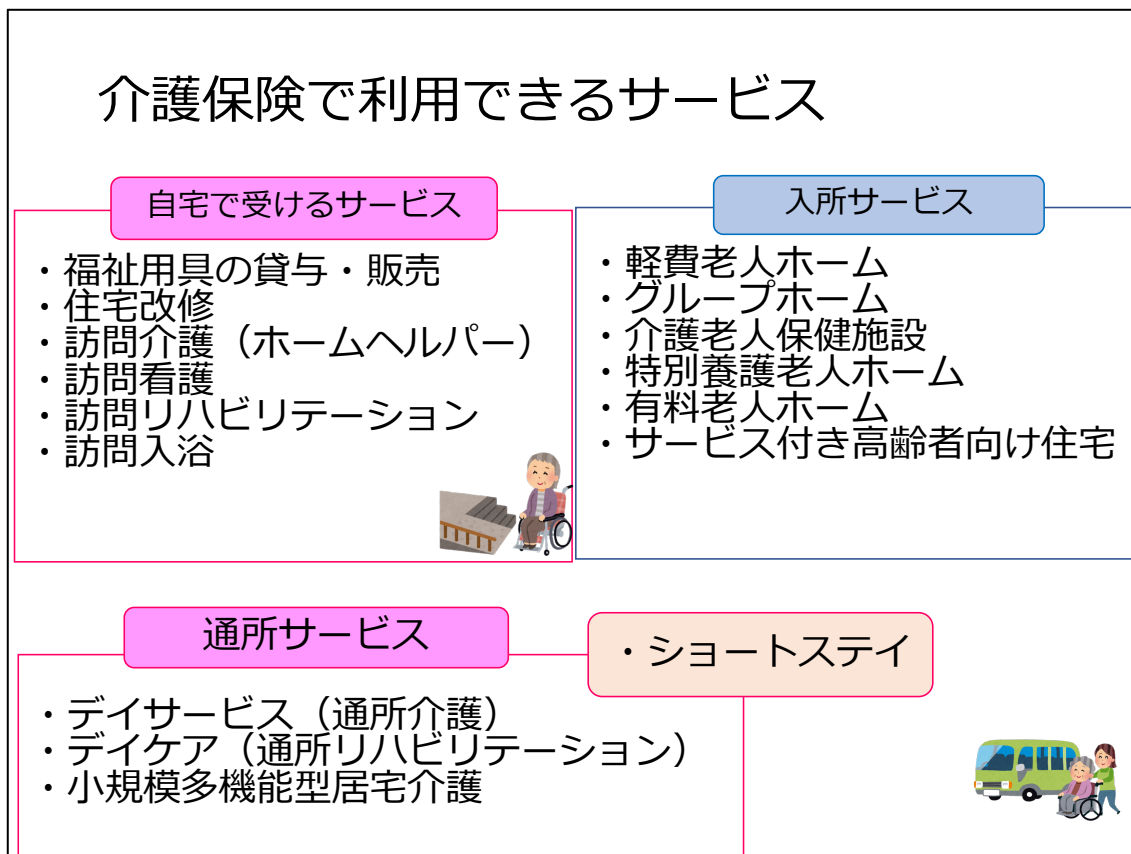 介護保険で利用できるサービス
自宅で受けるサービス
・福祉用具の貸与・販売
・住宅改修
・訪問介護（ホームヘルパー）
・訪問看護
・訪問リハビリテーション
・訪問入浴
入所サービス
・軽費老人ホーム
・グループホーム
・介護老人保健施設
・特別養護老人ホーム
・有料老人ホーム
・サービス付き高齢者向け住宅
通所サービス
・デイサービス（通所介護）
・デイケア（通所リハビリテーション）
・小規模多機能型居宅介護
・ショートステイ